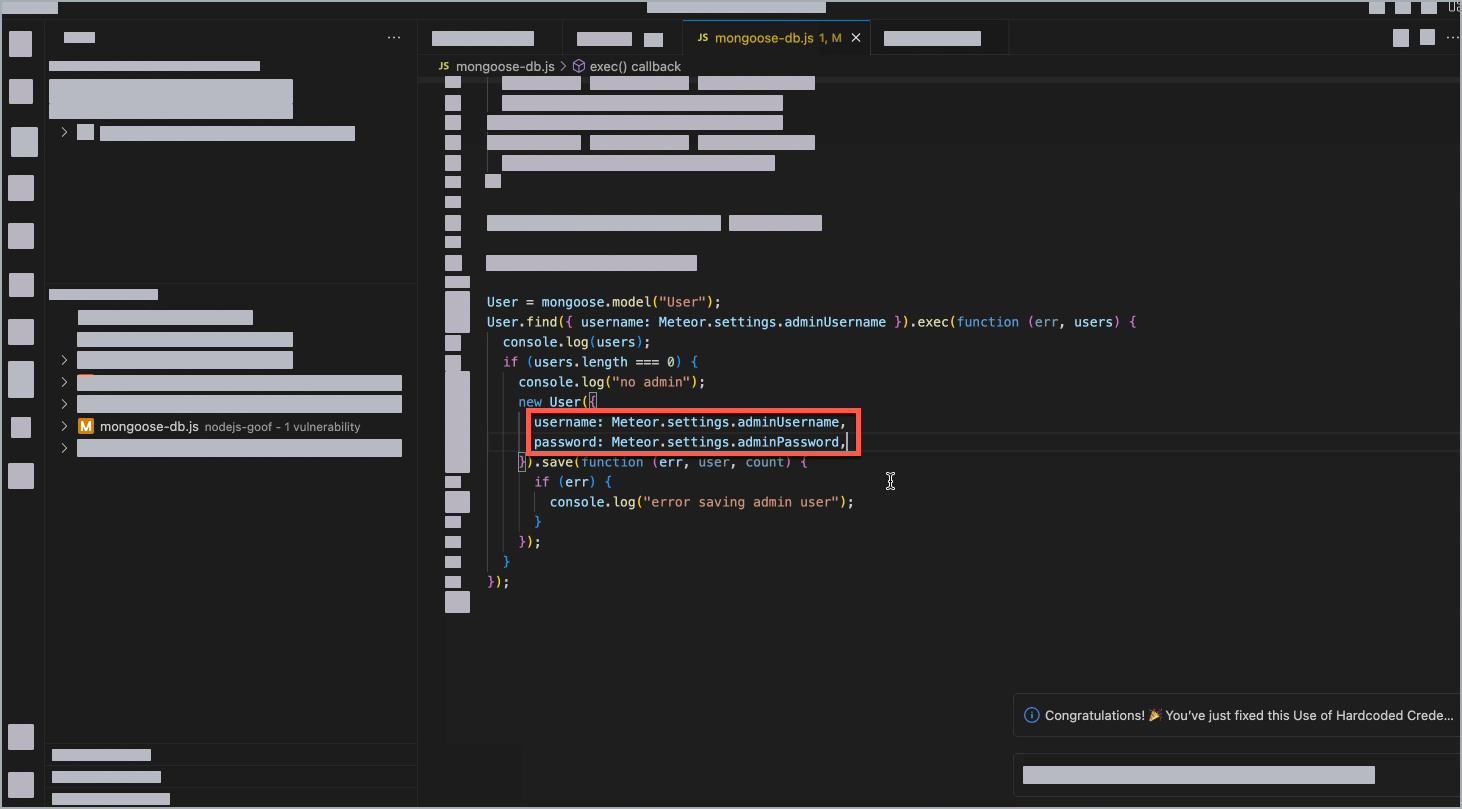 JS mongoose-db.js 1, M
JS mongoose-db.js > exec() callback
User = mongoose.model("User");
User.find({ username: Meteor.settings.adminUsername }).exec(function (err, users) {
console.log(users);
if (users.length === 0) {
console.log("no admin");
new User({
username: Meteor.settings.adminUsername,
password: Meteor.settings.adminPassword,
}).save(function (err, user, count) {
if (err) {
console.log("error saving admin user");
}
});
}
});
M mongoose-db.js nodejs-goof - 1 vulnerability
Congratulations! 🎉 You've just fixed this Use of Hardcoded Crede...